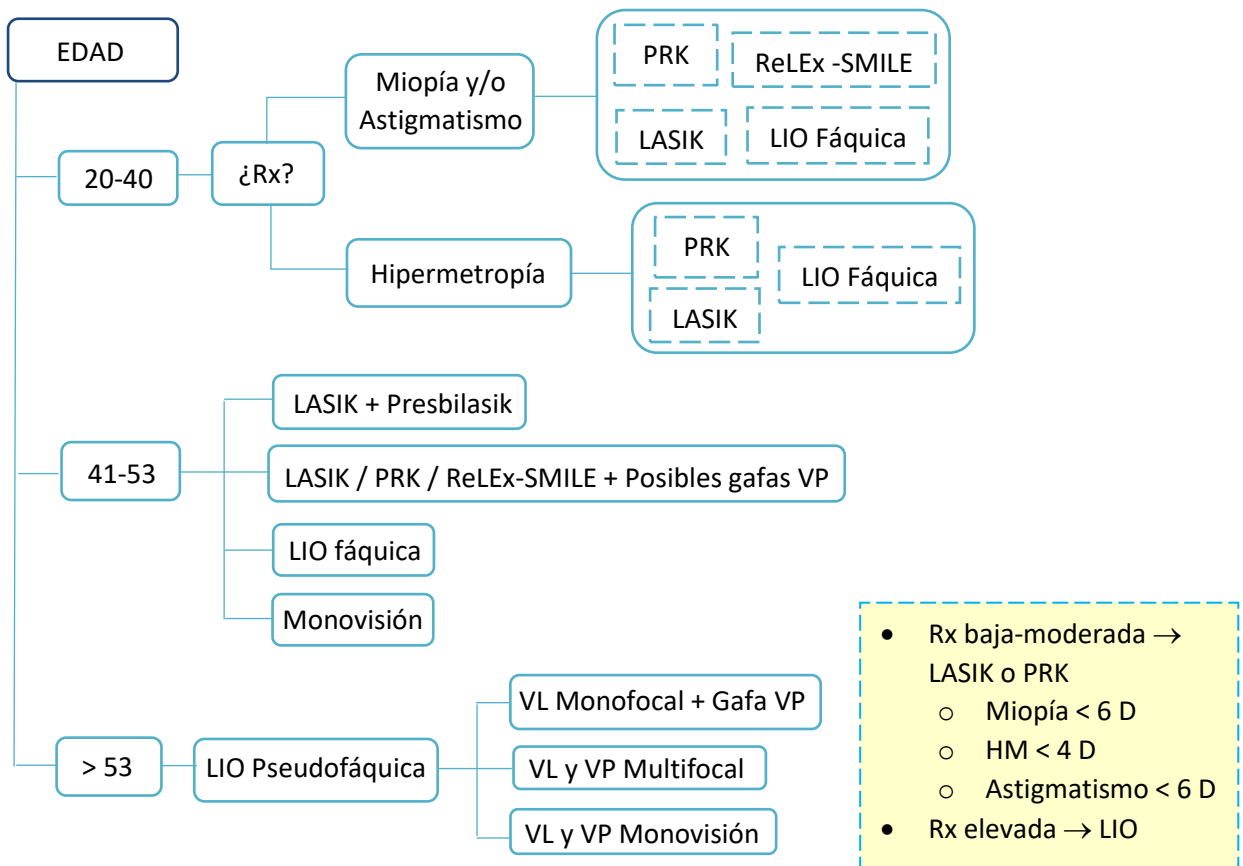 EDAD
20-40
¿Rx?
Miopía y/o
Astigmatismo
PRK
ReLEx -SMILE
LASIK
LIO Fáquica
Hipermetropía
PRK
LIO Fáquica
LASIK
41-53
LASIK + Presbilasik
LASIK / PRK / ReLEx-SMILE + Posibles gafas VP
LIO fáquica
Monovisión
> 53
LIO Pseudofáquica
VL Monofocal + Gafa VP
VL y VP Multifocal
VL y VP Monovisión
• Rx baja-moderada →
LASIK o PRK
o Miopía < 6 D
o HM < 4 D
o Astigmatismo < 6 D
• Rx elevada → LIO